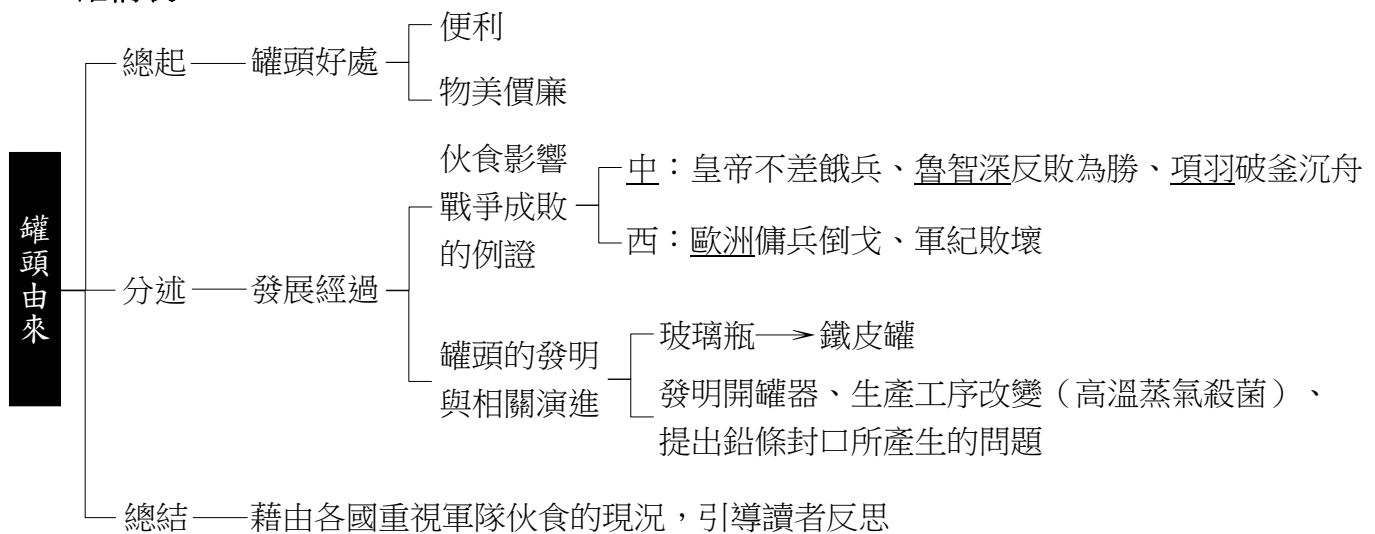 罐頭由來
總起
罐頭好處
便利
物美價廉
分述
發展經過
伙食影響
戰爭成敗
的例證
中：皇帝不差餓兵、魯智深反敗為勝、項羽破釜沉舟
西：歐洲傭兵倒戈、軍紀敗壞
罐頭的發明
與相關演進
玻璃瓶→鐵皮罐
發明開罐器、生產工序改變（高溫蒸氣殺菌）、
提出鉛條封口所產生的問題
總結
藉由各國重視軍隊伙食的現況，引導讀者反思